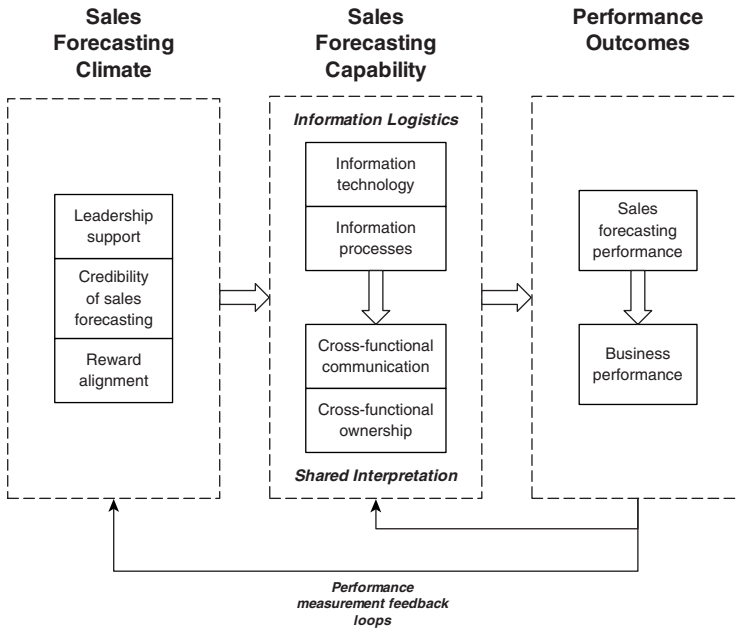 Sales
Forecasting
Climate
Sales
Forecasting
Capability
Performance
Outcomes
Information Logistics
Leadership
support
Credibility
of sales
forecasting
Reward
alignment
Information
technology
Information
processes
Cross-functional
communication
Cross-functional
ownership
Shared Interpretation
Sales
forecasting
performance
Business
performance
Performance
measurement feedback
loops